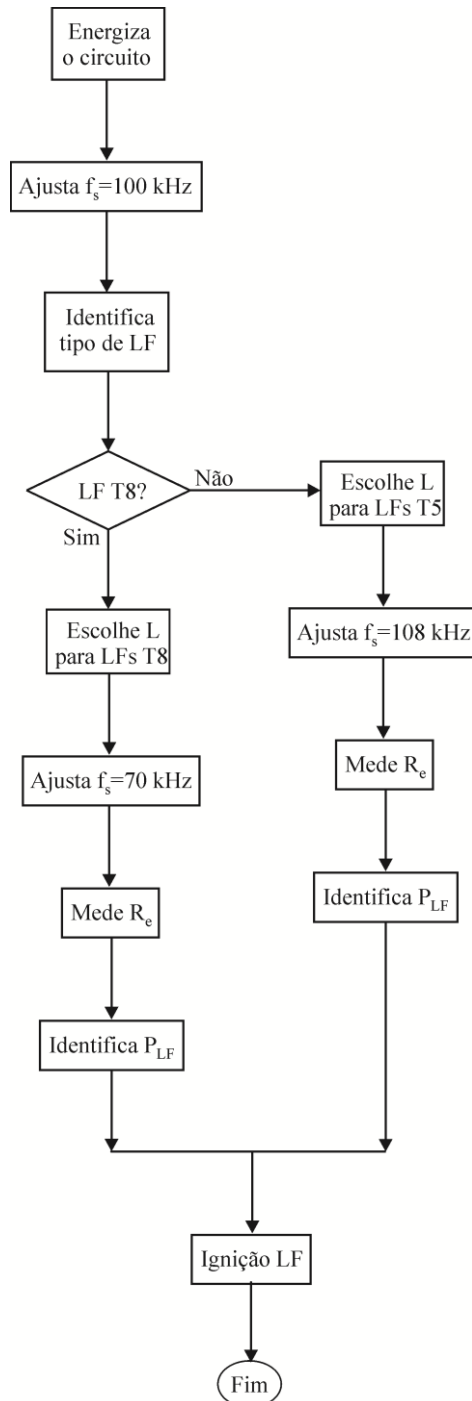 Energiza
o circuito
Ajusta fs=100 kHz
Identifica
tipo de LF
LF T8?
Não
Sim
Escolhe L
para LFs T5
Ajusta fs=108 kHz
Mede Re
Identifica PLF
Escolhe L
para LFs T8
Ajusta fs=70 kHz
Mede Re
Identifica PLF
Ignição LF
Fim